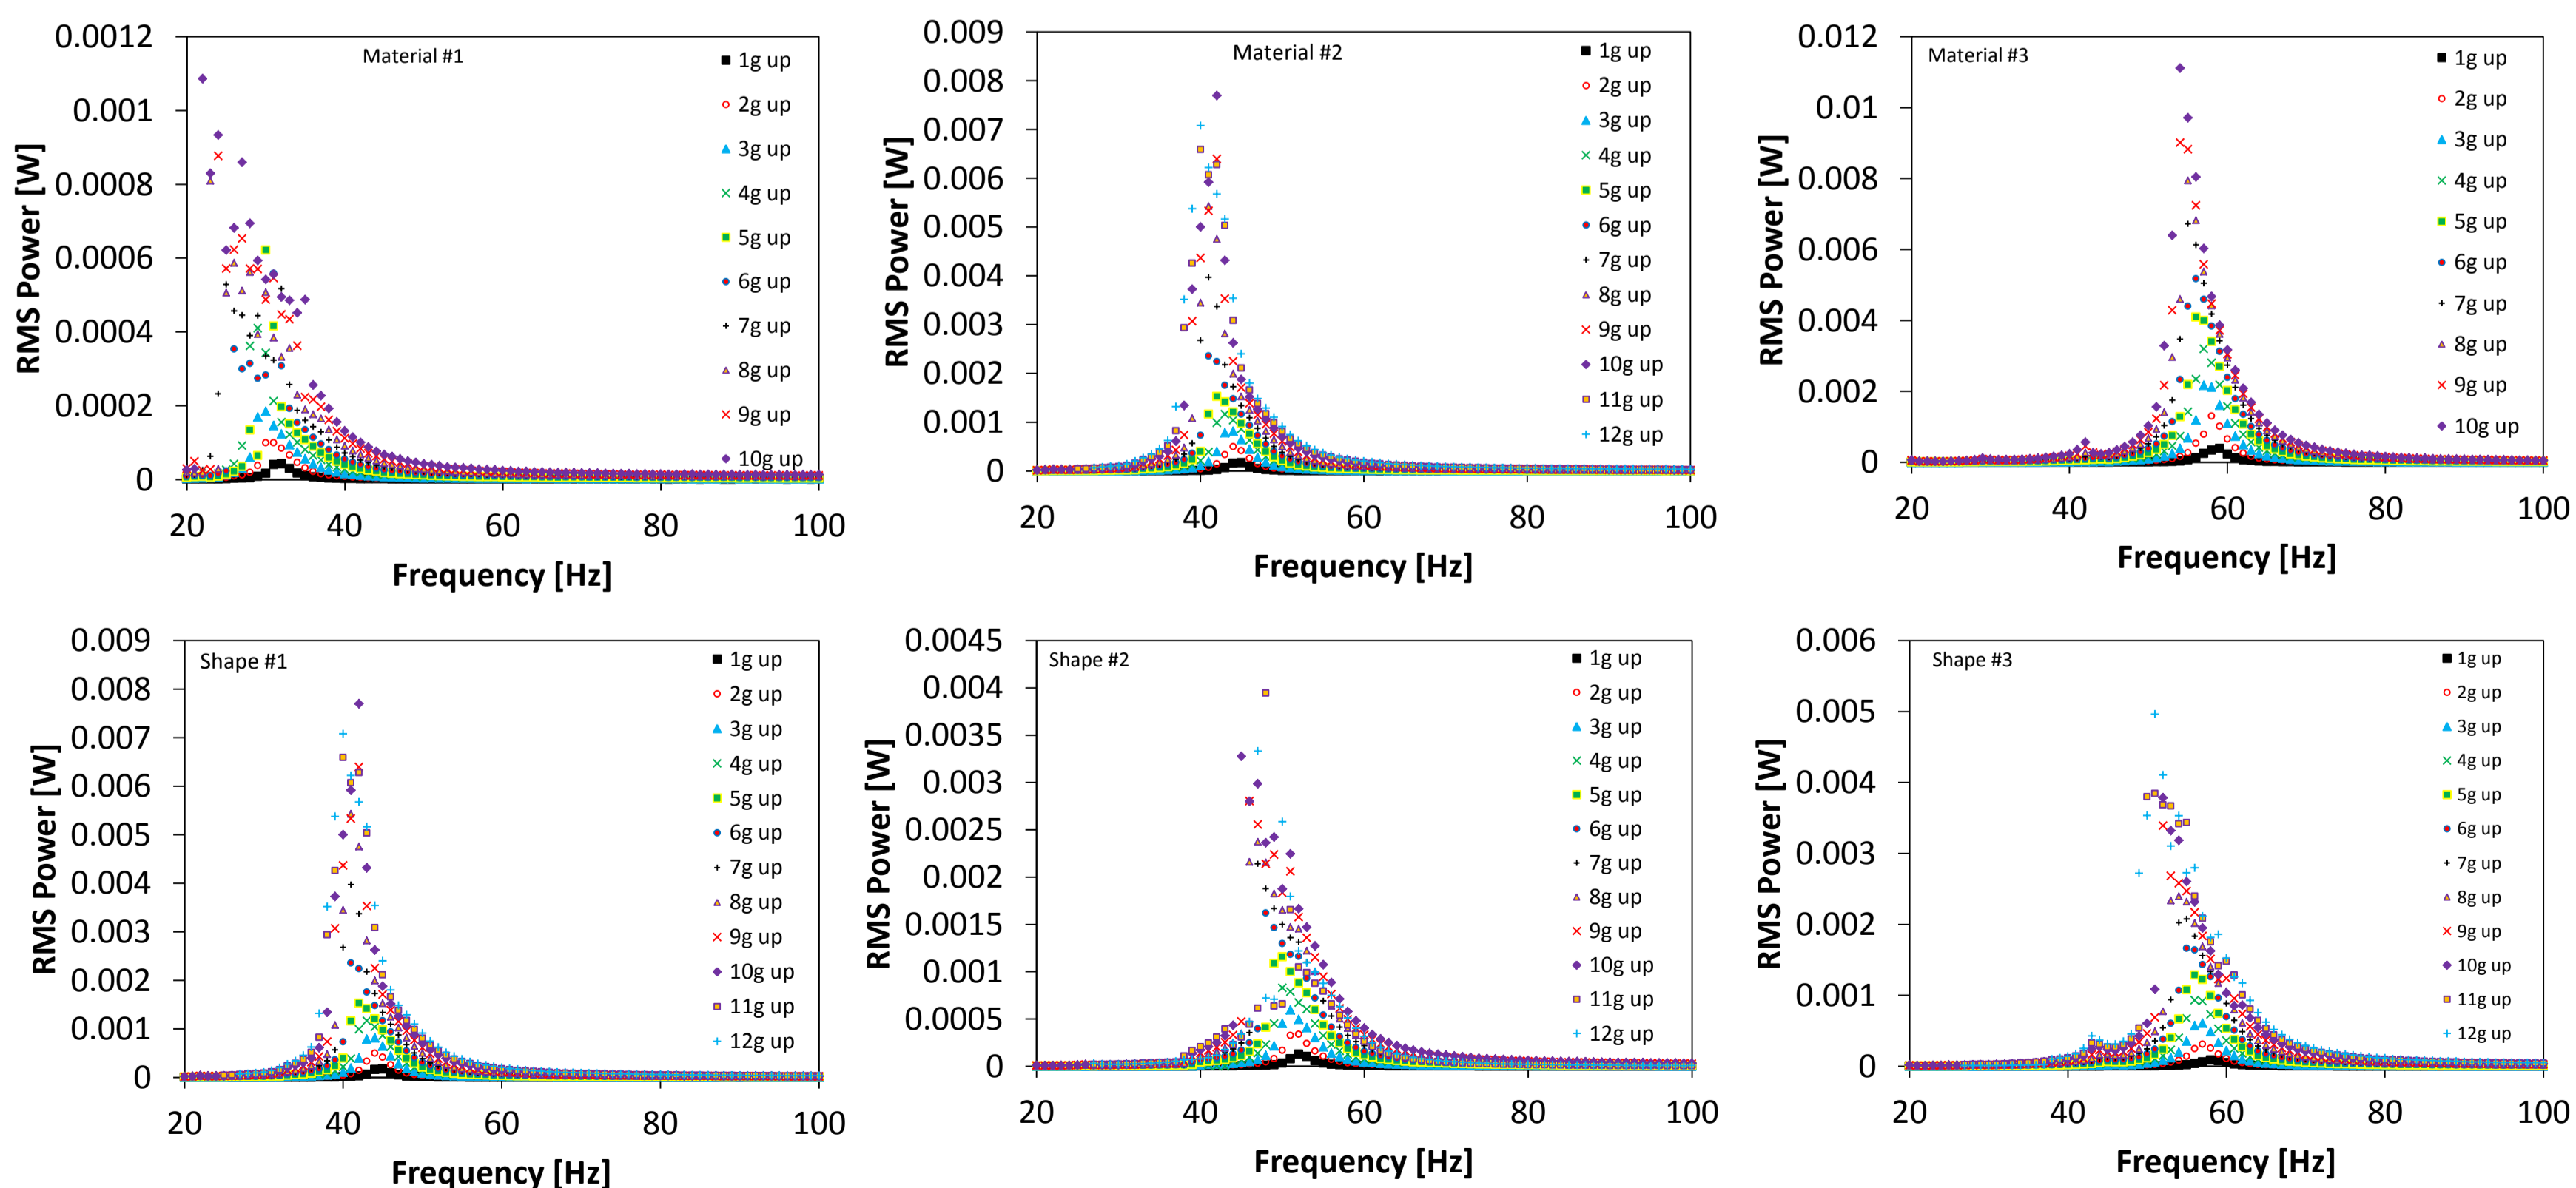 Material #1
RMS Power [W]
0.0012
0.001
0.0008
0.0006
0.0004
0.0002
0
20
40
60
80
100
Frequency [Hz]
1g up
2g up
3g up
4g up
5g up
6g up
7g up
8g up
9g up
10g up
Material #2
RMS Power [W]
0.009
0.008
0.007
0.006
0.005
0.004
0.003
0.002
0.001
0
20
40
60
80
100
Frequency [Hz]
1g up
2g up
3g up
4g up
5g up
6g up
7g up
8g up
9g up
10g up
11g up
12g up
Material #3
RMS Power [W]
0.012
0.01
0.008
0.006
0.004
0.002
0
20
40
60
80
100
Frequency [Hz]
1g up
2g up
3g up
4g up
5g up
6g up
7g up
8g up
9g up
10g up
Shape #1
RMS Power [W]
0.009
0.008
0.007
0.006
0.005
0.004
0.003
0.002
0.001
0
20
40
60
80
100
Frequency [Hz]
1g up
2g up
3g up
4g up
5g up
6g up
7g up
8g up
9g up
10g up
11g up
12g up
Shape #2
RMS Power [W]
0.0045
0.004
0.0035
0.003
0.0025
0.002
0.0015
0.001
0.0005
0
20
40
60
80
100
Frequency [Hz]
1g up
2g up
3g up
4g up
5g up
6g up
7g up
8g up
9g up
10g up
11g up
12g up
Shape #3
RMS Power [W]
0.006
0.005
0.004
0.003
0.002
0.001
0
20
40
60
80
100
Frequency [Hz]
1g up
2g up
3g up
4g up
5g up
6g up
7g up
8g up
9g up
10g up
11g up
12g up